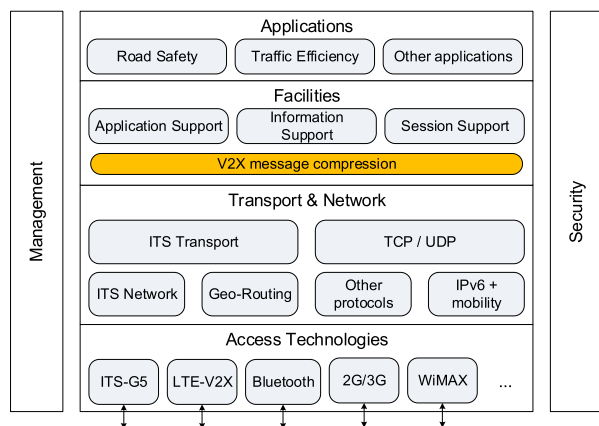 Applications
Road Safety
Traffic Efficiency
Other applications
Facilities
Application Support
Information
Support
Session Support
V2X message compression
Management
Security
Transport & Network
ITS Transport
TCP / UDP
ITS Network
Geo-Routing
Other
protocols
IPv6 +
mobility
Access Technologies
ITS-G5
LTE-V2X
Bluetooth
2G/3G
WiMAX
...